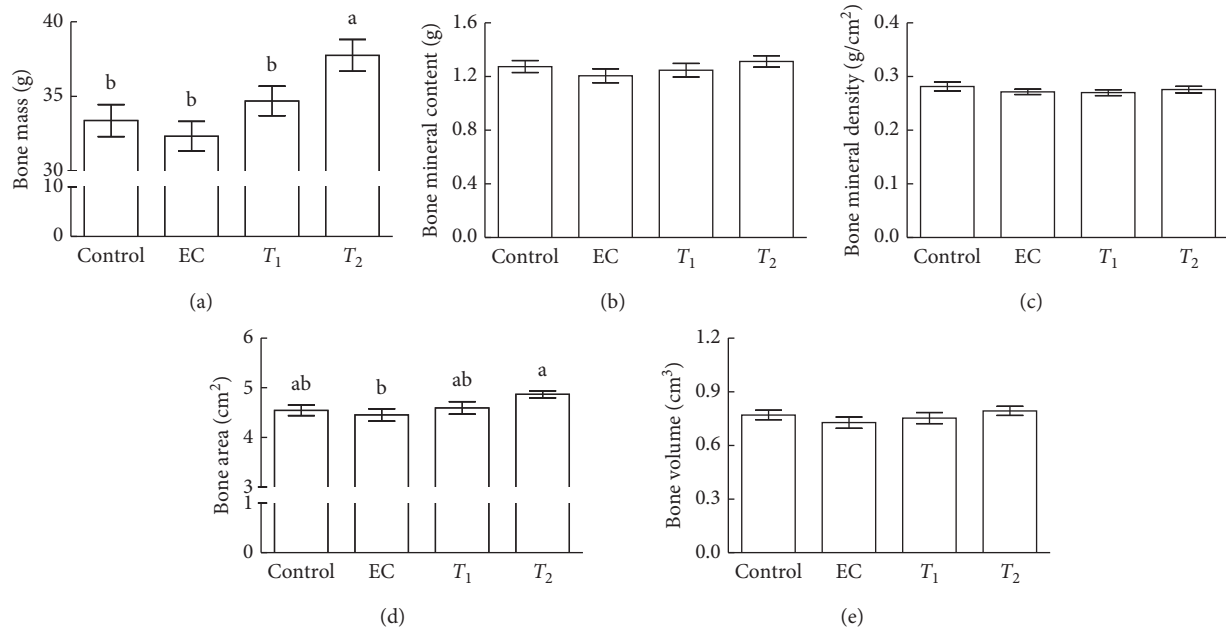 Bone mass (g)
40
35
30
10
0
b
b
b
a
Control EC T1 T2
(a)
Bone mineral content (g)
1.6
1.2
0.4
0.0
Control EC T1 T2
(b)
Bone mineral density (g/cm2)
0.4
0.3
0.2
0.1
0.0
Control EC T1 T2
(c)
Bone area (cm2)
6
5
4
3
1
0
ab
b
ab
a
Control EC T1 T2
(d)
Bone volume (cm3)
1.2
0.9
0.6
0.3
0.0
Control EC T1 T2
(e)